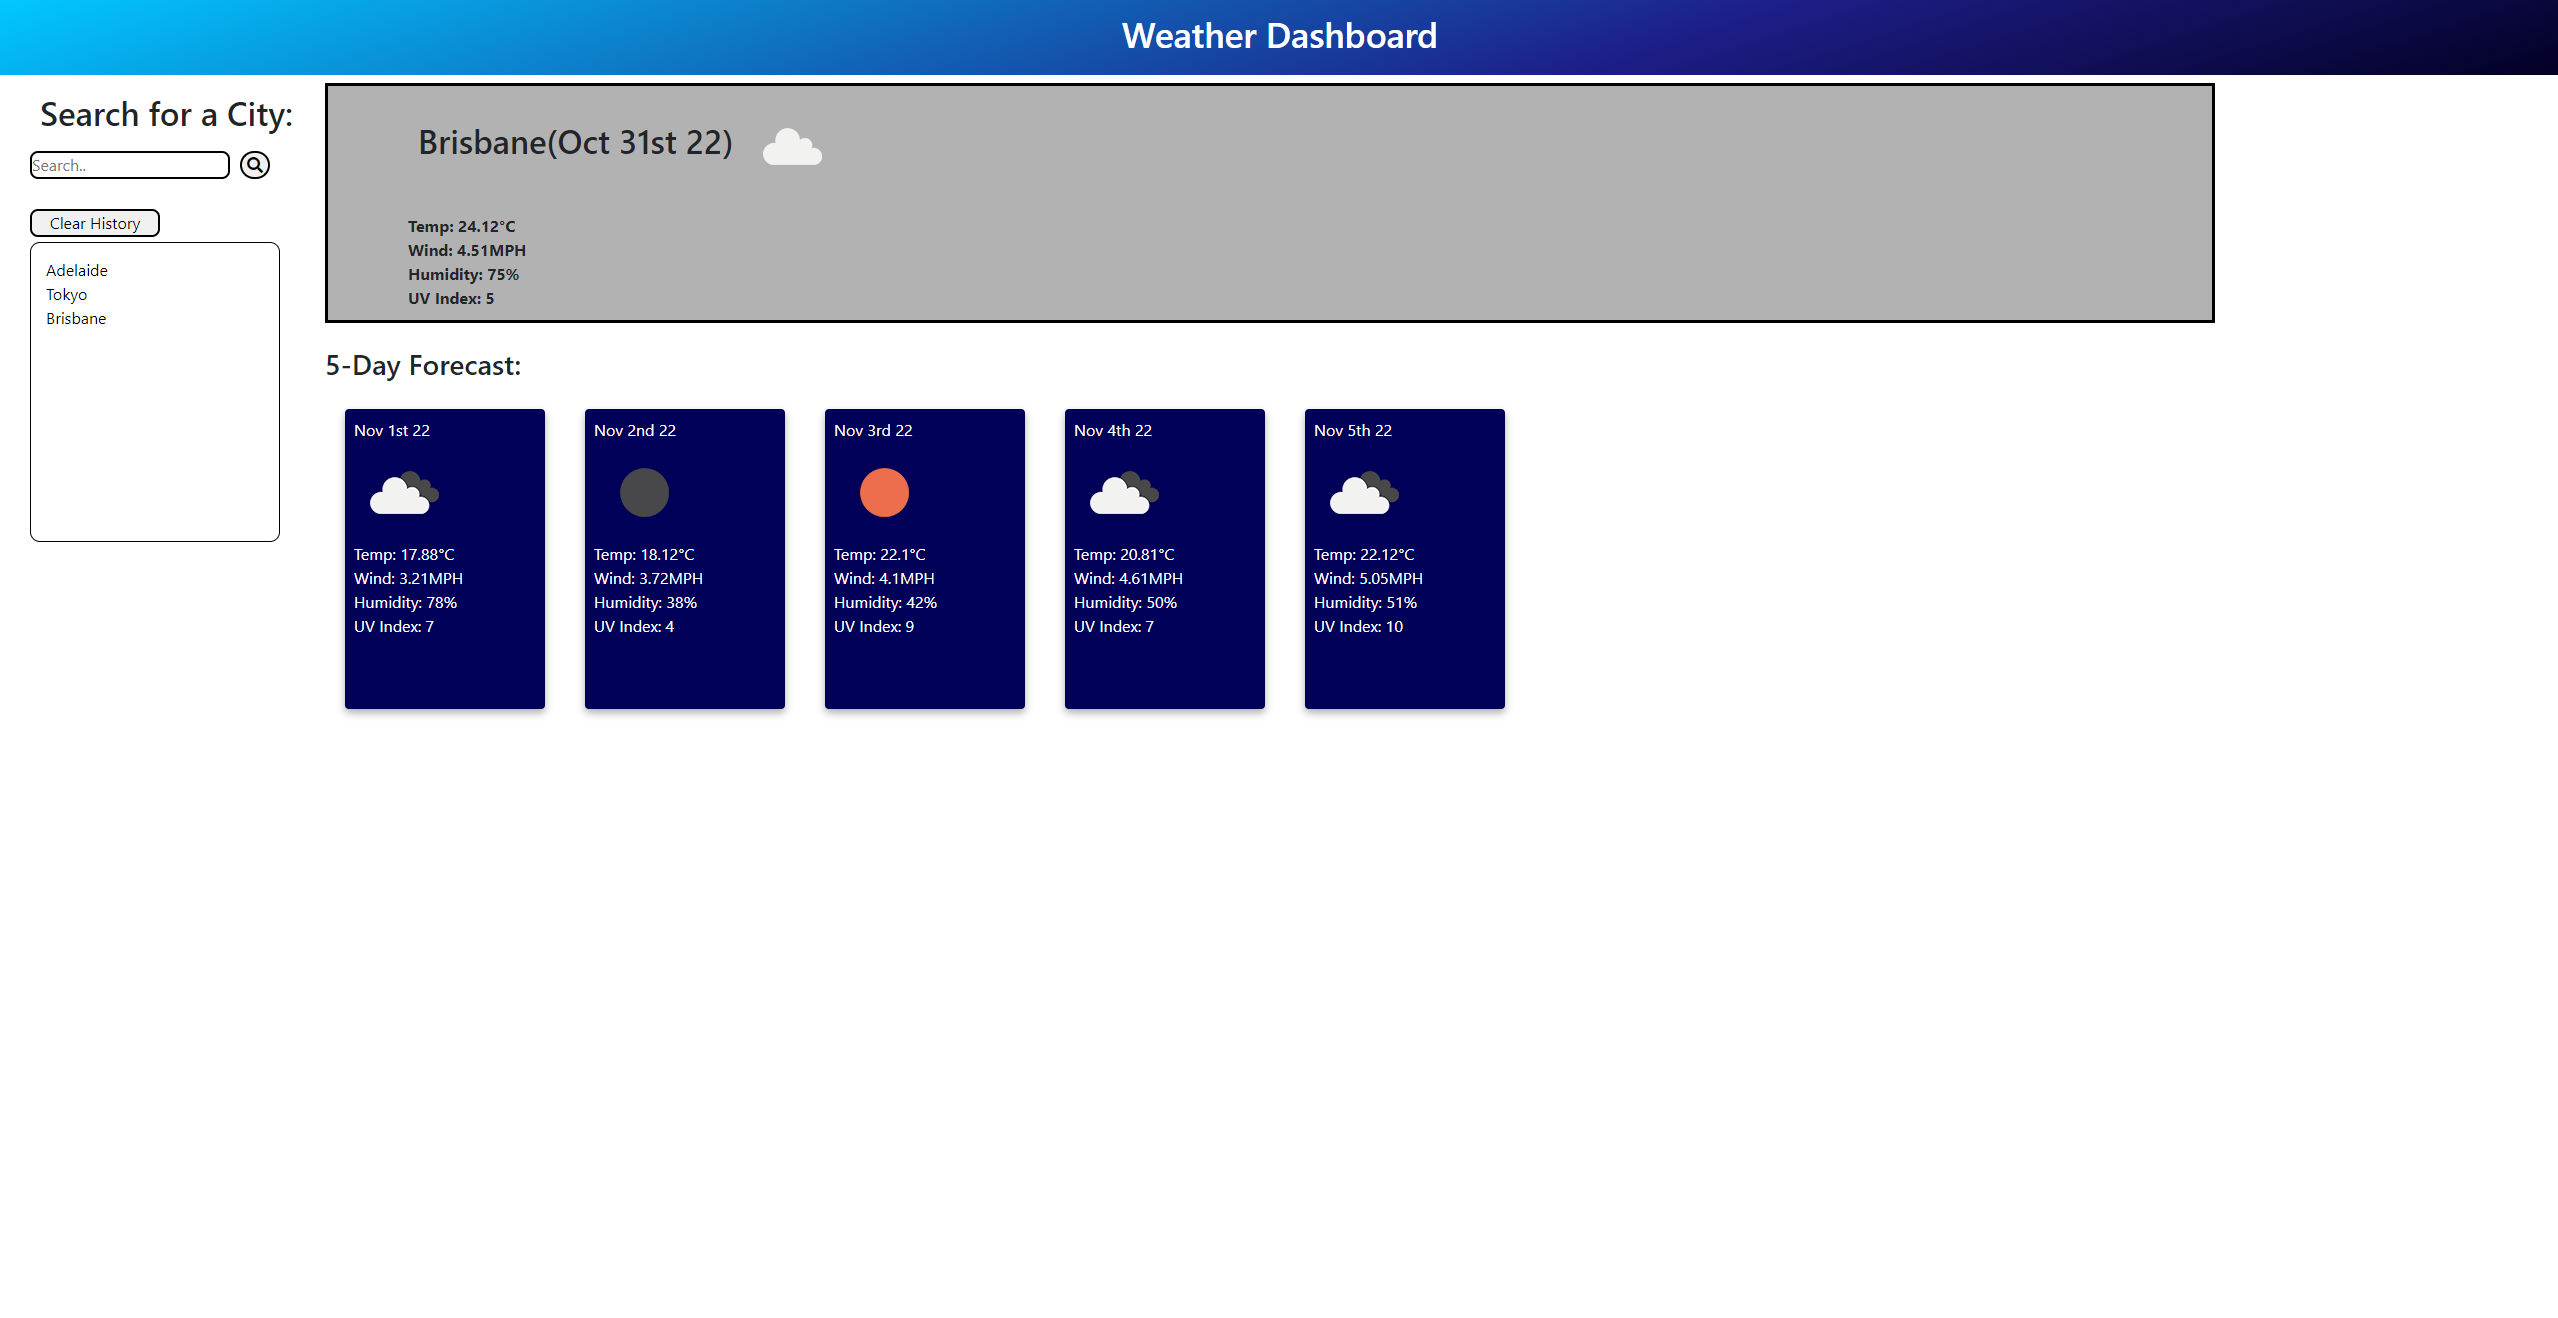 Weather Dashboard
Search for a City:
Search..
Clear History
Adelaide
Tokyo
Brisbane
Brisbane(Oct 31st 22)
Temp: 24.12°C
Wind: 4.51MPH
Humidity: 75%
UV Index: 5
5-Day Forecast:
Nov 1st 22
Temp: 17.88°C
Wind: 3.21MPH
Humidity: 78%
UV Index: 7
Nov 2nd 22
Temp: 18.12°C
Wind: 3.72MPH
Humidity: 38%
UV Index: 4
Nov 3rd 22
Temp: 22.1°C
Wind: 4.1MPH
Humidity: 42%
UV Index: 9
Nov 4th 22
Temp: 20.81°C
Wind: 4.61MPH
Humidity: 50%
UV Index: 7
Nov 5th 22
Temp: 22.12°C
Wind: 5.05MPH
Humidity: 51%
UV Index: 10